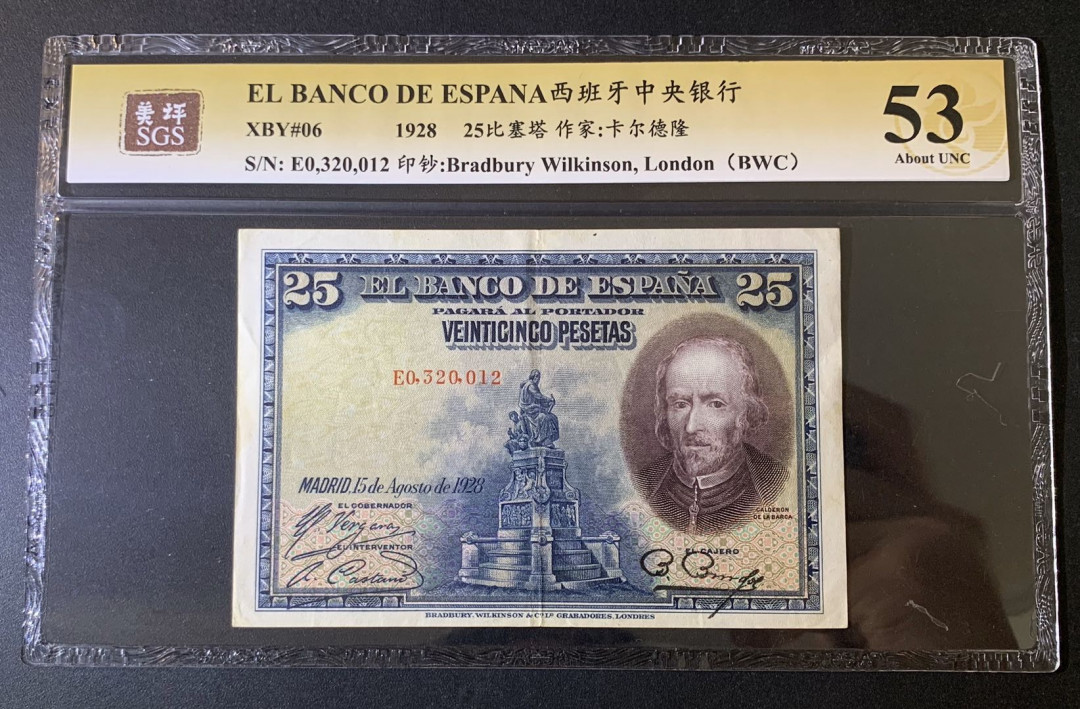 EL BANCO DE ESPANA西班牙中央银行
美评
SGS
XBY#06 1928 25比塞塔 作家:卡尔德隆
S/N: E0,320,012 印钞:Bradbury Wilkinson, London（BWC）
53
About UNC
25 EL BANCO DE ESPAÑA 25
PAGARÁ AL PORTADOR
VEINTICINCO PESETAS
E0,320,012
MADRID, 15 de Agosto de 1928
CALDERON
DE LA BARCA
EL GOBERNADOR
Vergara
EL INTERVENTOR
EL CAJERO
BRADBURY, WILKINSON & Cº Lᴰ GRABADORES, LONDRES